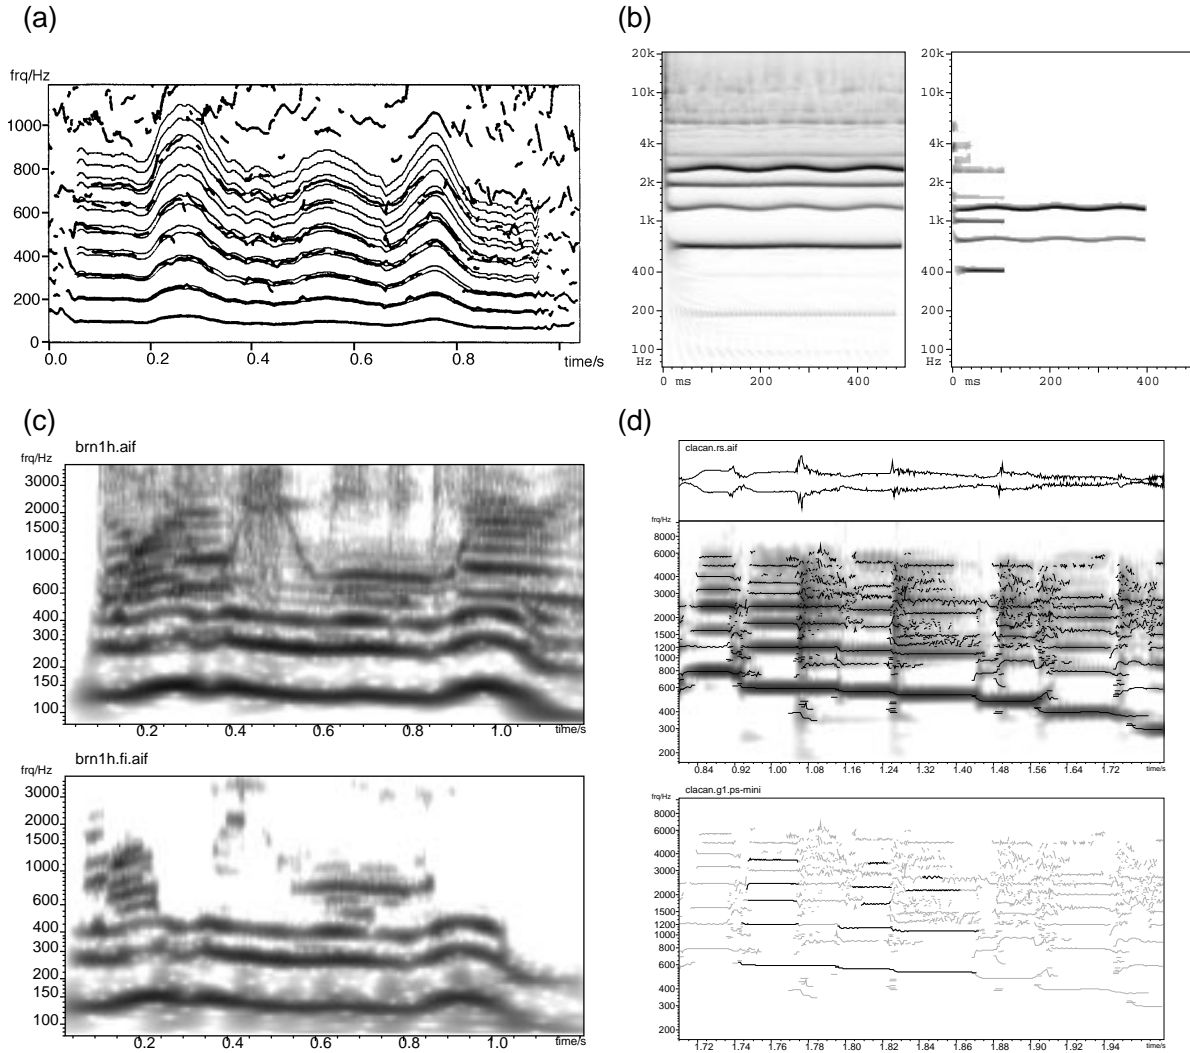 (a)
frq/Hz
1000
800
600
400
200
0
0.0 0.2 0.4 0.6 0.8 time/s
(b)
20k
10k
4k
2k
1k
400
200
100
Hz
0 ms 200 400
20k
10k
4k
2k
1k
400
200
100
Hz
0 ms 200 400
(c)
brn1h.aif
frq/Hz
3000
2000
1500
1000
600
400
300
200
150
100
0.2 0.4 0.6 0.8 1.0 time/s
brn1h.fi.aif
frq/Hz
3000
2000
1500
1000
600
400
300
200
150
100
0.2 0.4 0.6 0.8 1.0 time/s
(d)
clacan.rs.aif
frq/Hz
8000
6000
4000
3000
2000
1500
1200
1000
800
600
400
300
200
0.84 0.92 1.00 1.08 1.16 1.24 1.32 1.40 1.48 1.56 1.64 1.72 time/s
clacan.g1.ps-mini
frq/Hz
8000
6000
4000
3000
2000
1500
1200
1000
800
600
400
300
200
1.72 1.74 1.76 1.78 1.80 1.82 1.84 1.86 1.88 1.90 1.92 1.94 time/s